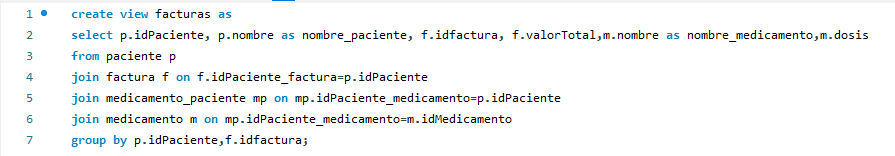 1 create view facturas as
2 select p.idPaciente, p.nombre as nombre_paciente, f.idfactura, f.valorTotal,m.nombre as nombre_medicamento,m.dosis
3 from paciente p
4 join factura f on f.idPaciente_factura=p.idPaciente
5 join medicamento_paciente mp on mp.idPaciente_medicamento=p.idPaciente
6 join medicamento m on mp.idPaciente_medicamento=m.idMedicamento
7 group by p.idPaciente,f.idfactura;